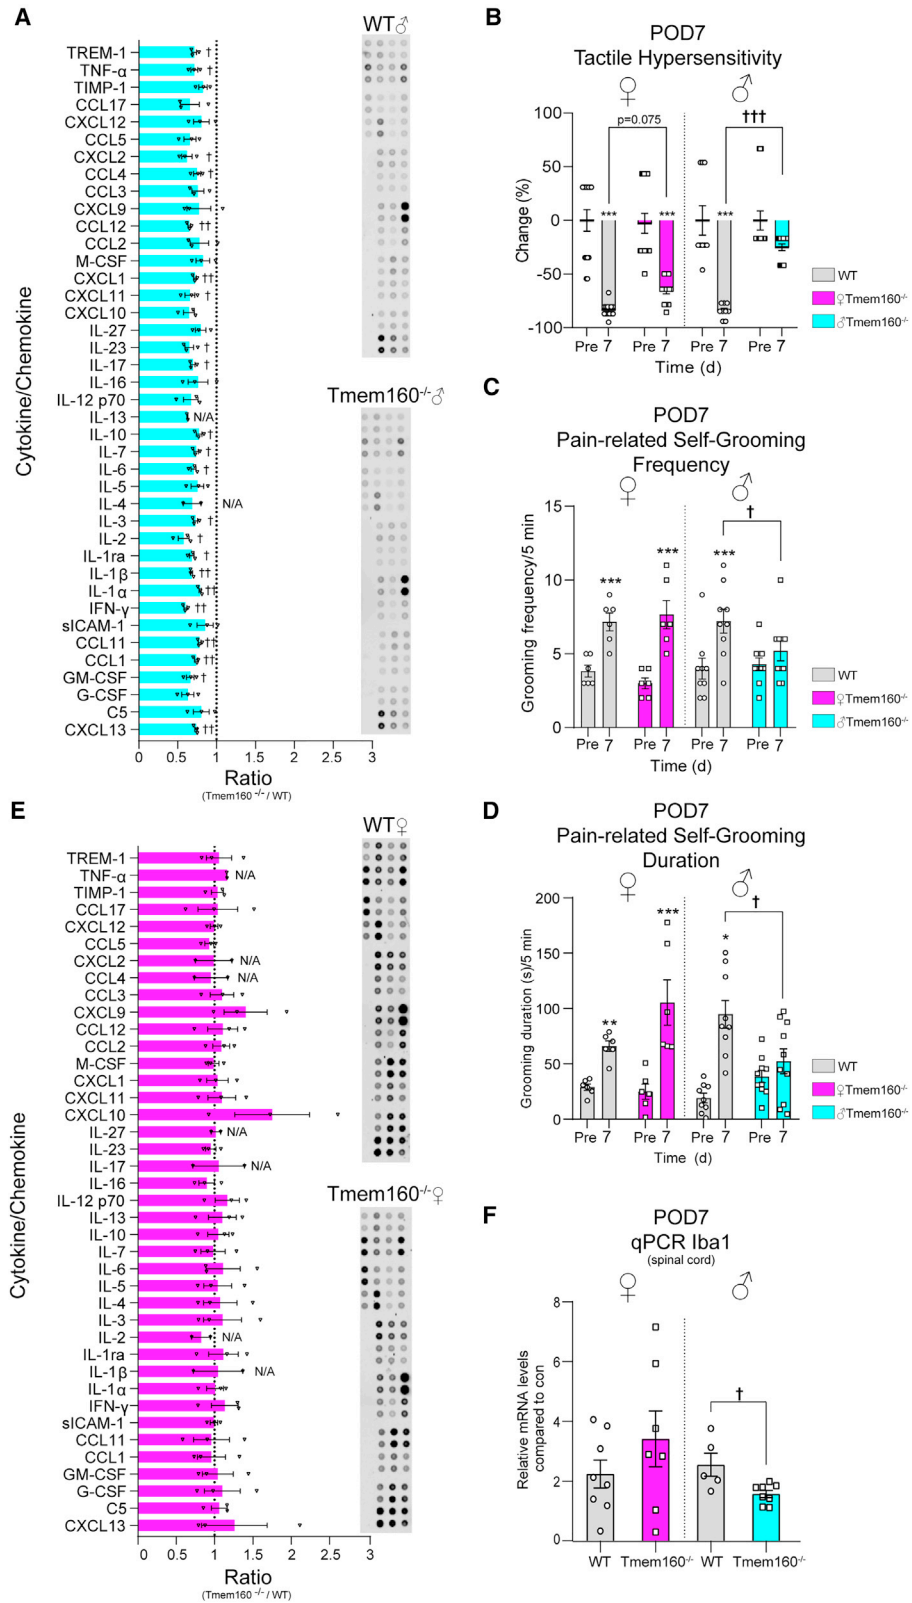 A
WT♂
TREM-1 †
TNF-α †
TIMP-1
CCL17
CXCL12
CCL5
CXCL2 †
CCL4 †
CCL3
CXCL9
CCL12 ††
CCL2
M-CSF
CXCL1 ††
CXCL11 †
CXCL10
IL-27
IL-23 †
IL-17 †
IL-16
IL-12 p70
IL-13 N/A
IL-10 †
IL-7 †
IL-6 †
IL-5
IL-4 N/A
IL-3 †
IL-2 †
IL-1ra †
IL-1β ††
IL-1α ††
IFN-γ ††
sICAM-1
CCL11 ††
CCL1 ††
GM-CSF †
G-CSF
C5
CXCL13 ††
Cytokine/Chemokine
Tmem160-/-♂
0 0.5 1 1.5 2 2.5 3
Ratio
(Tmem160 -/- / WT)
B
POD7
Tactile Hypersensitivity
♀ ♂
p=0.075 †††
100
50
0
-50
-100
*** *** ***
Change (%)
Pre 7 Pre 7 Pre 7 Pre 7
Time (d)
WT
♀Tmem160-/-
♂Tmem160-/-
C
POD7
Pain-related Self-Grooming
Frequency
♀ ♂
†
*** *** ***
15
10
5
0
Grooming frequency/5 min
Pre 7 Pre 7 Pre 7 Pre 7
Time (d)
WT
♀Tmem160-/-
♂Tmem160-/-
D
POD7
Pain-related Self-Grooming
Duration
♀ ♂
†
** *** *
200
150
100
50
0
Grooming duration (s)/5 min
Pre 7 Pre 7 Pre 7 Pre 7
Time (d)
WT
♀Tmem160-/-
♂Tmem160-/-
E
WT♀
TREM-1
TNF-α N/A
TIMP-1
CCL17
CXCL12
CCL5
CXCL2 N/A
CCL4 N/A
CCL3
CXCL9
CCL12
CCL2
M-CSF
CXCL1
CXCL11
CXCL10
IL-27 N/A
IL-23
IL-17 N/A
IL-16
IL-12 p70
IL-13
IL-10
IL-7
IL-6
IL-5
IL-4
IL-3
IL-2 N/A
IL-1ra
IL-1β N/A
IL-1α
IFN-γ
sICAM-1
CCL11
CCL1
GM-CSF
G-CSF
C5
CXCL13
Cytokine/Chemokine
Tmem160-/-♀
0 0.5 1 1.5 2 2.5 3
Ratio
(Tmem160 -/- / WT)
F
POD7
qPCR Iba1
(spinal cord)
♀ ♂
†
8
6
4
2
0
Relative mRNA levels
compared to con
WT Tmem160-/- WT Tmem160-/-